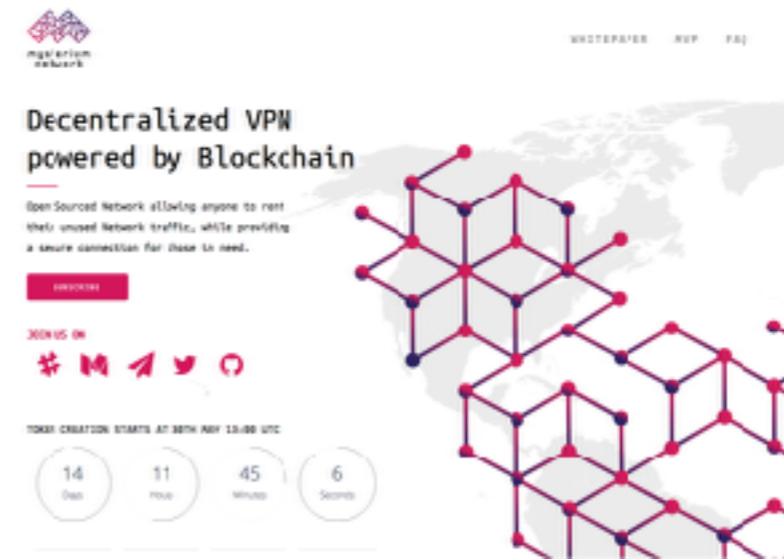 mysterium
network
WHITEPAPER MVP FAQ
Decentralized VPN
powered by Blockchain
Open Sourced Network allowing anyone to rent
their unused Network traffic, while providing
a secure connection for those in need.
SUBSCRIBE
JOIN US ON
TOKEN CREATION STARTS AT 30TH MAY 13:00 UTC
14 11 45 6
Days Hours Minutes Seconds